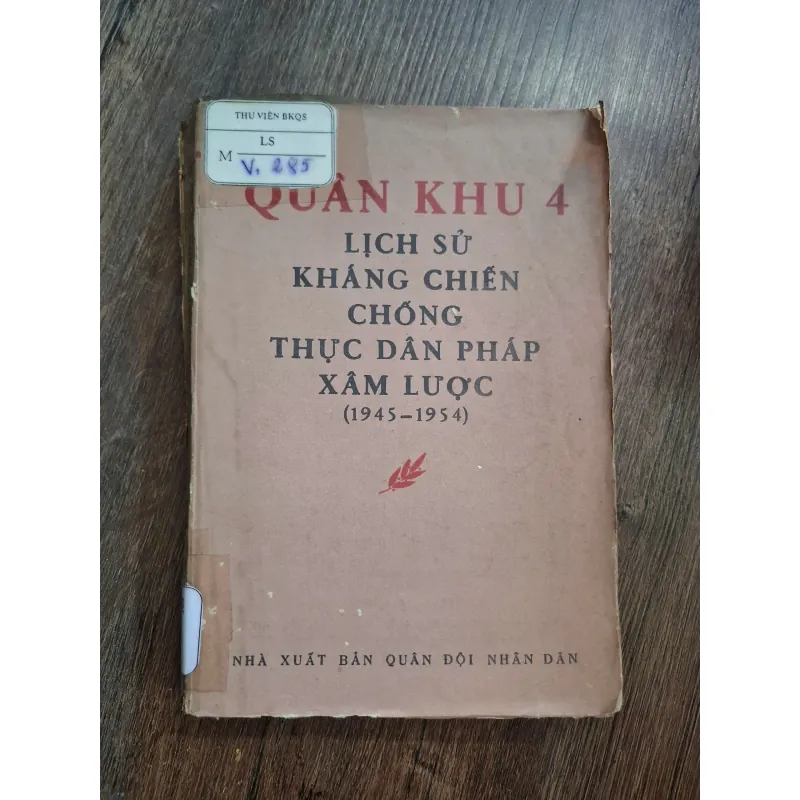 THƯ VIỆN BKQS
LS
M
V. 285
QUÂN KHU 4
LỊCH SỬ
KHÁNG CHIẾN
CHỐNG
THỰC DÂN PHÁP
XÂM LƯỢC
(1945-1954)
NHÀ XUẤT BẢN QUÂN ĐỘI NHÂN DÂN